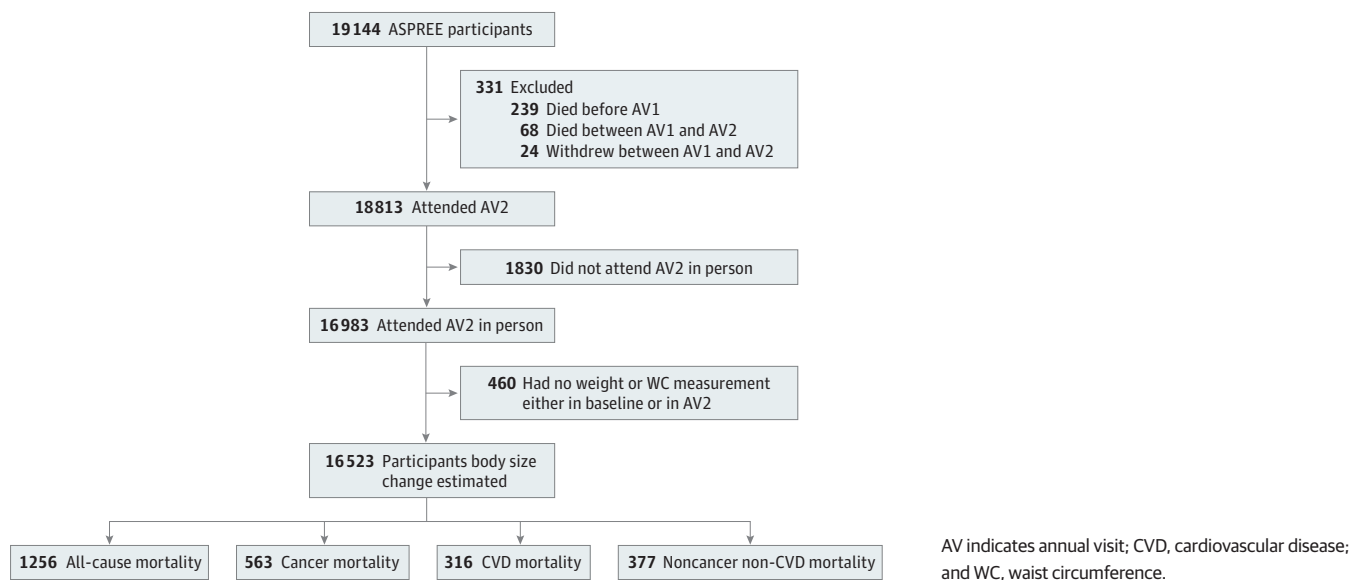 19144 ASPREE participants
331 Excluded
239 Died before AV1
68 Died between AV1 and AV2
24 Withdrew between AV1 and AV2
18813 Attended AV2
1830 Did not attend AV2 in person
16983 Attended AV2 in person
460 Had no weight or WC measurement
either in baseline or in AV2
16523 Participants body size
change estimated
1256 All-cause mortality
563 Cancer mortality
316 CVD mortality
377 Noncancer non-CVD mortality
AV indicates annual visit; CVD, cardiovascular disease;
and WC, waist circumference.